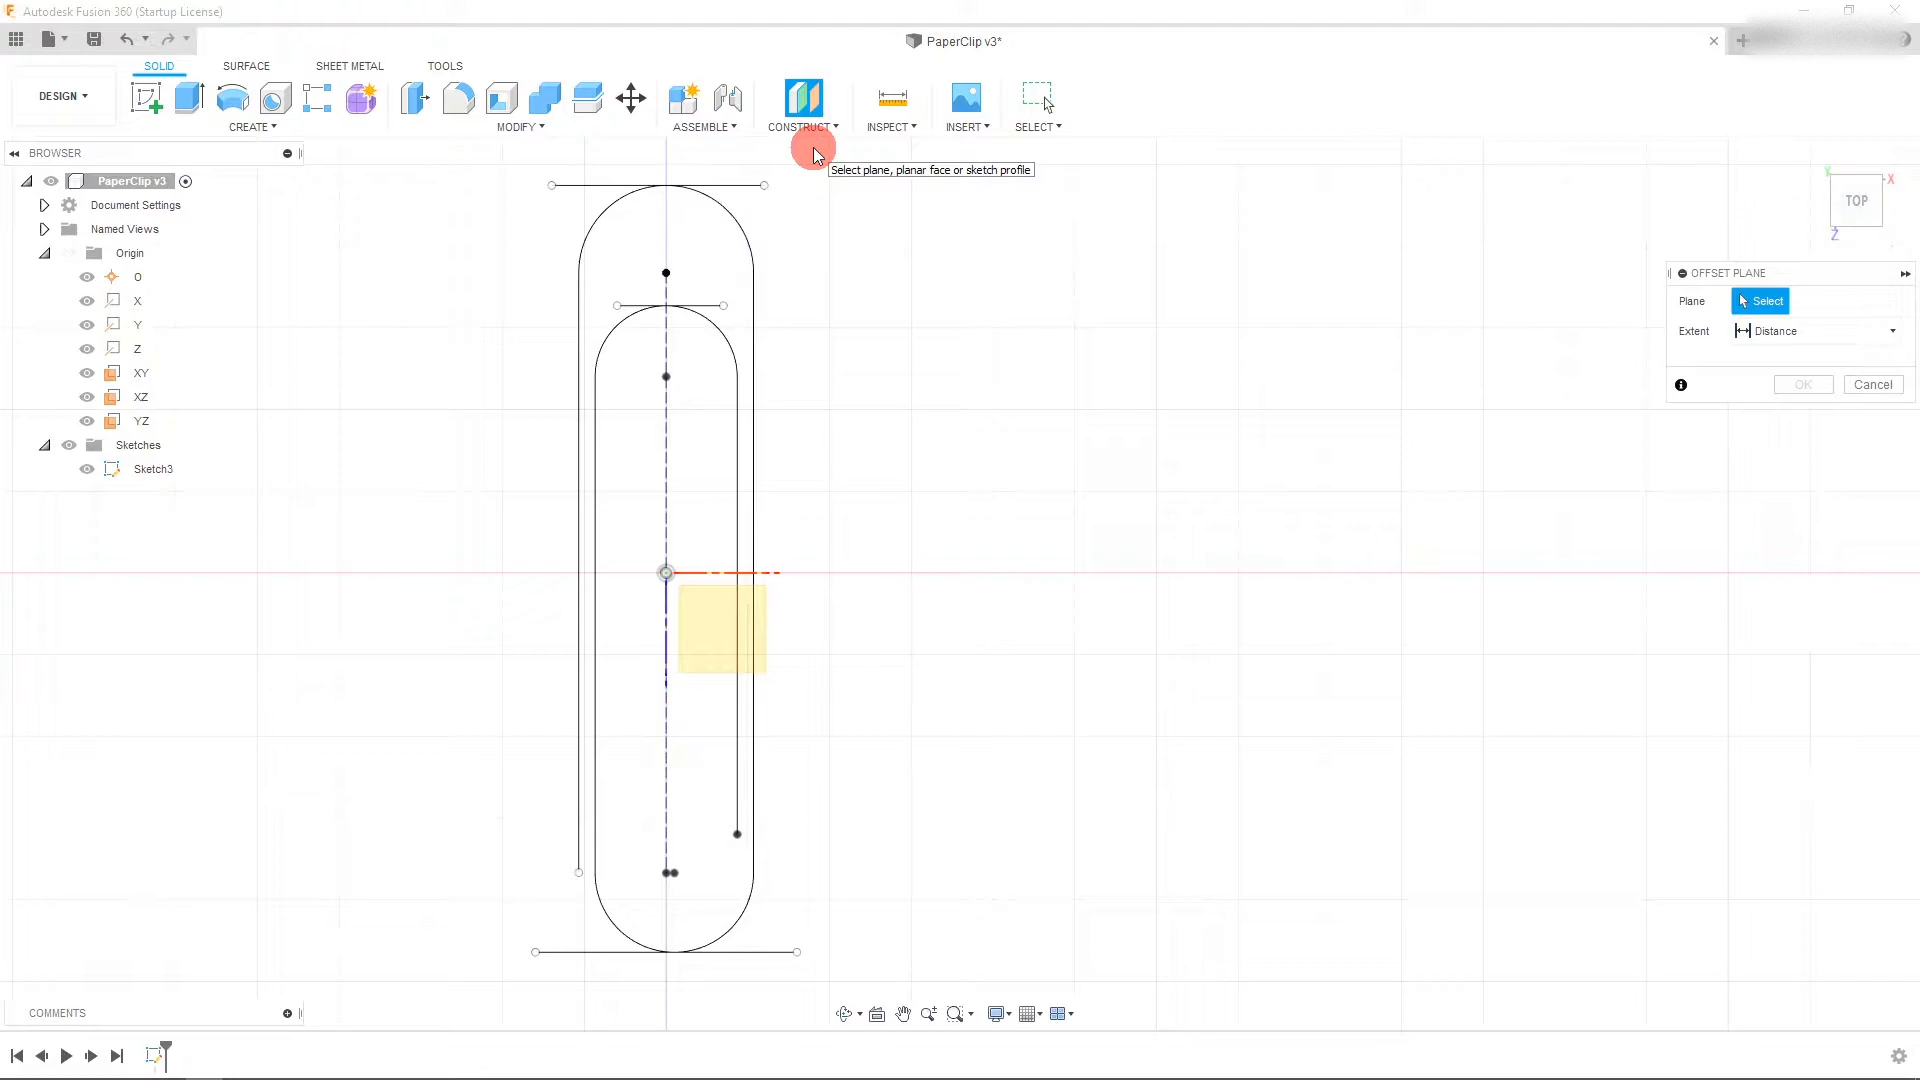 Autodesk Fusion 360 (Startup License)
PaperClip v3*
SOLID SURFACE SHEET METAL TOOLS
DESIGN
CREATE MODIFY ASSEMBLE CONSTRUCT INSPECT INSERT SELECT
BROWSER
Select plane, planar face or sketch profile
PaperClip v3
Document Settings
Named Views
Origin
O
X
Y
Z
XY
XZ
YZ
Sketches
Sketch3
Y
X
TOP
Z
OFFSET PLANE
Plane Select
Extent Distance
OK Cancel
COMMENTS